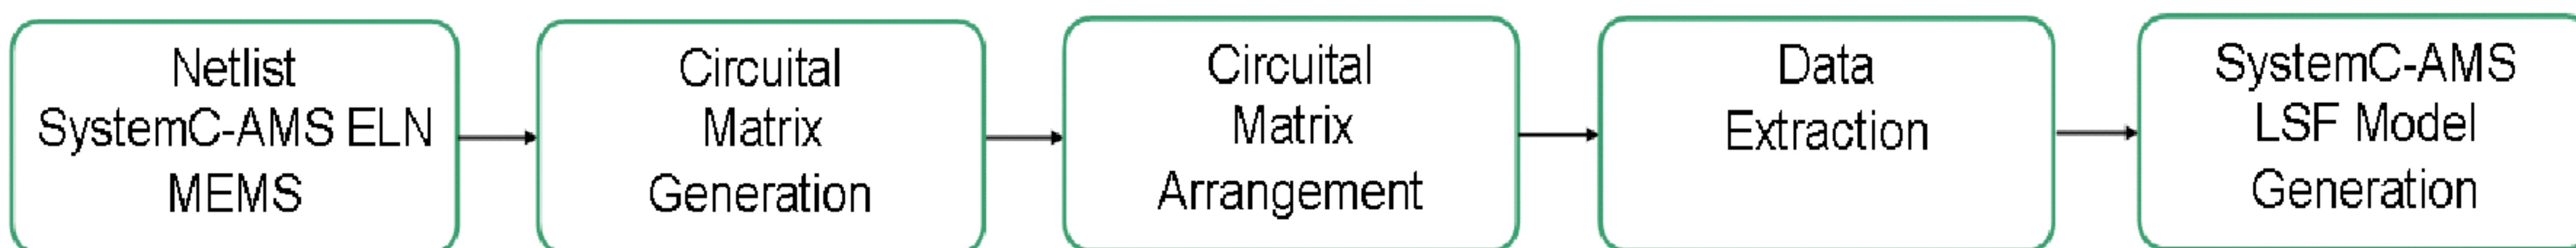 Netlist
SystemC-AMS ELN
MEMS
Circuital
Matrix
Generation
Circuital
Matrix
Arrangement
Data
Extraction
SystemC-AMS
LSF Model
Generation